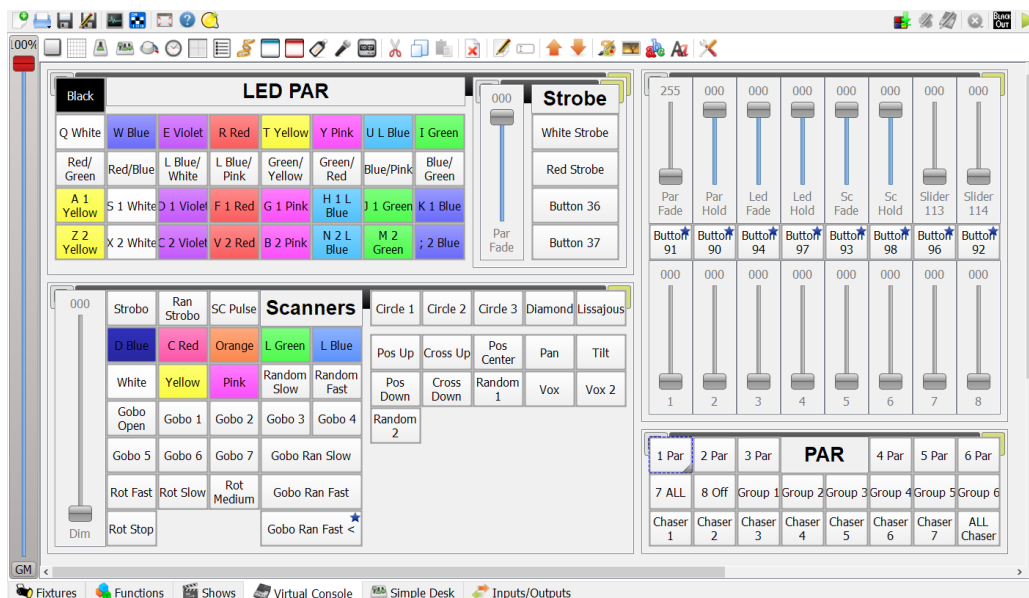 BLACK OUT
100%
LED PAR
Black
Q White W Blue E Violet R Red T Yellow Y Pink U L Blue I Green
Red/ Green Red/Blue L Blue/ White L Blue/ Pink Green/ Yellow Green/ Red Blue/Pink Blue/ Green
A 1 Yellow S 1 White D 1 Violet F 1 Red G 1 Pink H 1 L Blue J 1 Green K 1 Blue
Z 2 Yellow X 2 White C 2 Violet V 2 Red B 2 Pink N 2 L Blue M 2 Green ; 2 Blue
000
Par Fade
Strobe
White Strobe
Red Strobe
Button 36
Button 37
255 000 000 000 000 000 000 000
Par Fade Par Hold Led Fade Led Hold Sc Fade Sc Hold Slider 113 Slider 114
Button 91 Button 90 Button 94 Button 97 Button 93 Button 98 Button 96 Button 92
000 000 000 000 000 000 000 000
1 2 3 4 5 6 7 8
000
Dim
Strobo Ran Strobo SC Pulse Scanners
D Blue C Red Orange L Green L Blue
White Yellow Pink Random Slow Random Fast
Gobo Open Gobo 1 Gobo 2 Gobo 3 Gobo 4
Gobo 5 Gobo 6 Gobo 7 Gobo Ran Slow
Rot Fast Rot Slow Rot Medium Gobo Ran Fast
Rot Stop Gobo Ran Fast <
Circle 1 Circle 2 Circle 3 Diamond Lissajous
Pos Up Cross Up Pos Center Pan Tilt
Pos Down Cross Down Random 1 Vox Vox 2
Random 2
1 Par 2 Par 3 Par PAR 4 Par 5 Par 6 Par
7 ALL 8 Off Group 1 Group 2 Group 3 Group 4 Group 5 Group 6
Chaser 1 Chaser 2 Chaser 3 Chaser 4 Chaser 5 Chaser 6 Chaser 7 ALL Chaser
GM
Fixtures Functions Shows Virtual Console Simple Desk Inputs/Outputs